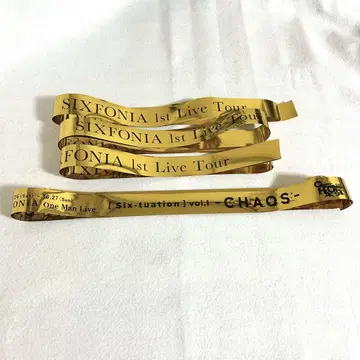 SIXFONIA 1st Live Tour
SIXFONIA 1st Live Tour
SIXFONIA 1st Live Tour
[Six-tuation] vol.1 -CHAOS-
One Man Live